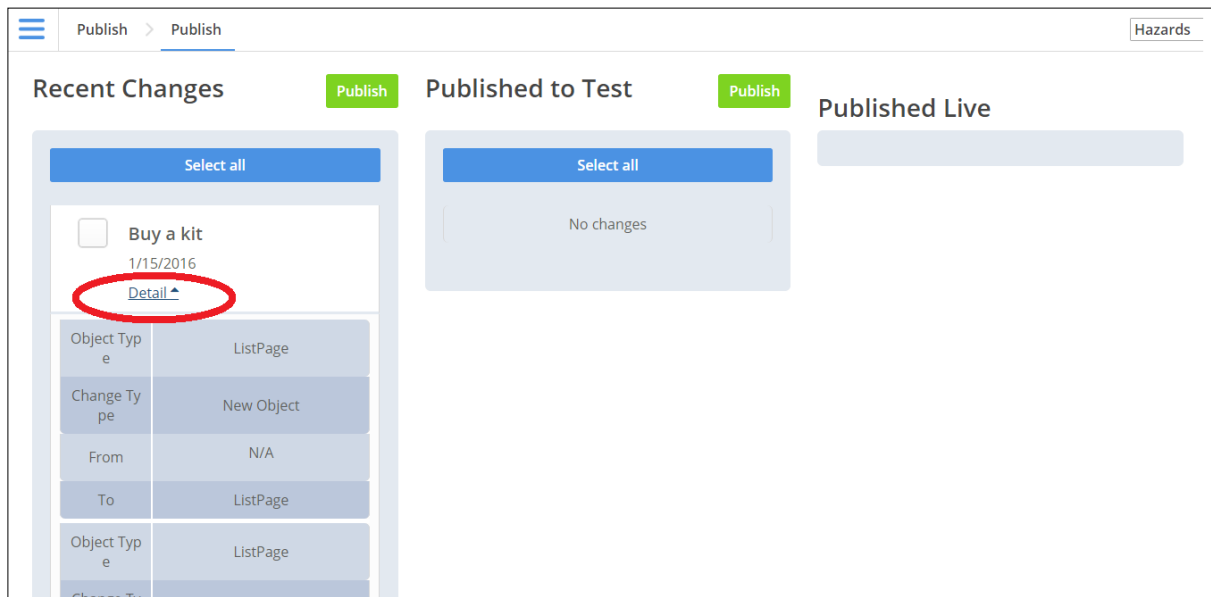 Publish > Publish
Hazards
Recent Changes
Publish
Select all
Buy a kit
1/15/2016
Detail
Object Typ
e
ListPage
Change Ty
pe
New Object
From
N/A
To
ListPage
Object Typ
e
ListPage
Change Ty
Published to Test
Publish
Select all
No changes
Published Live